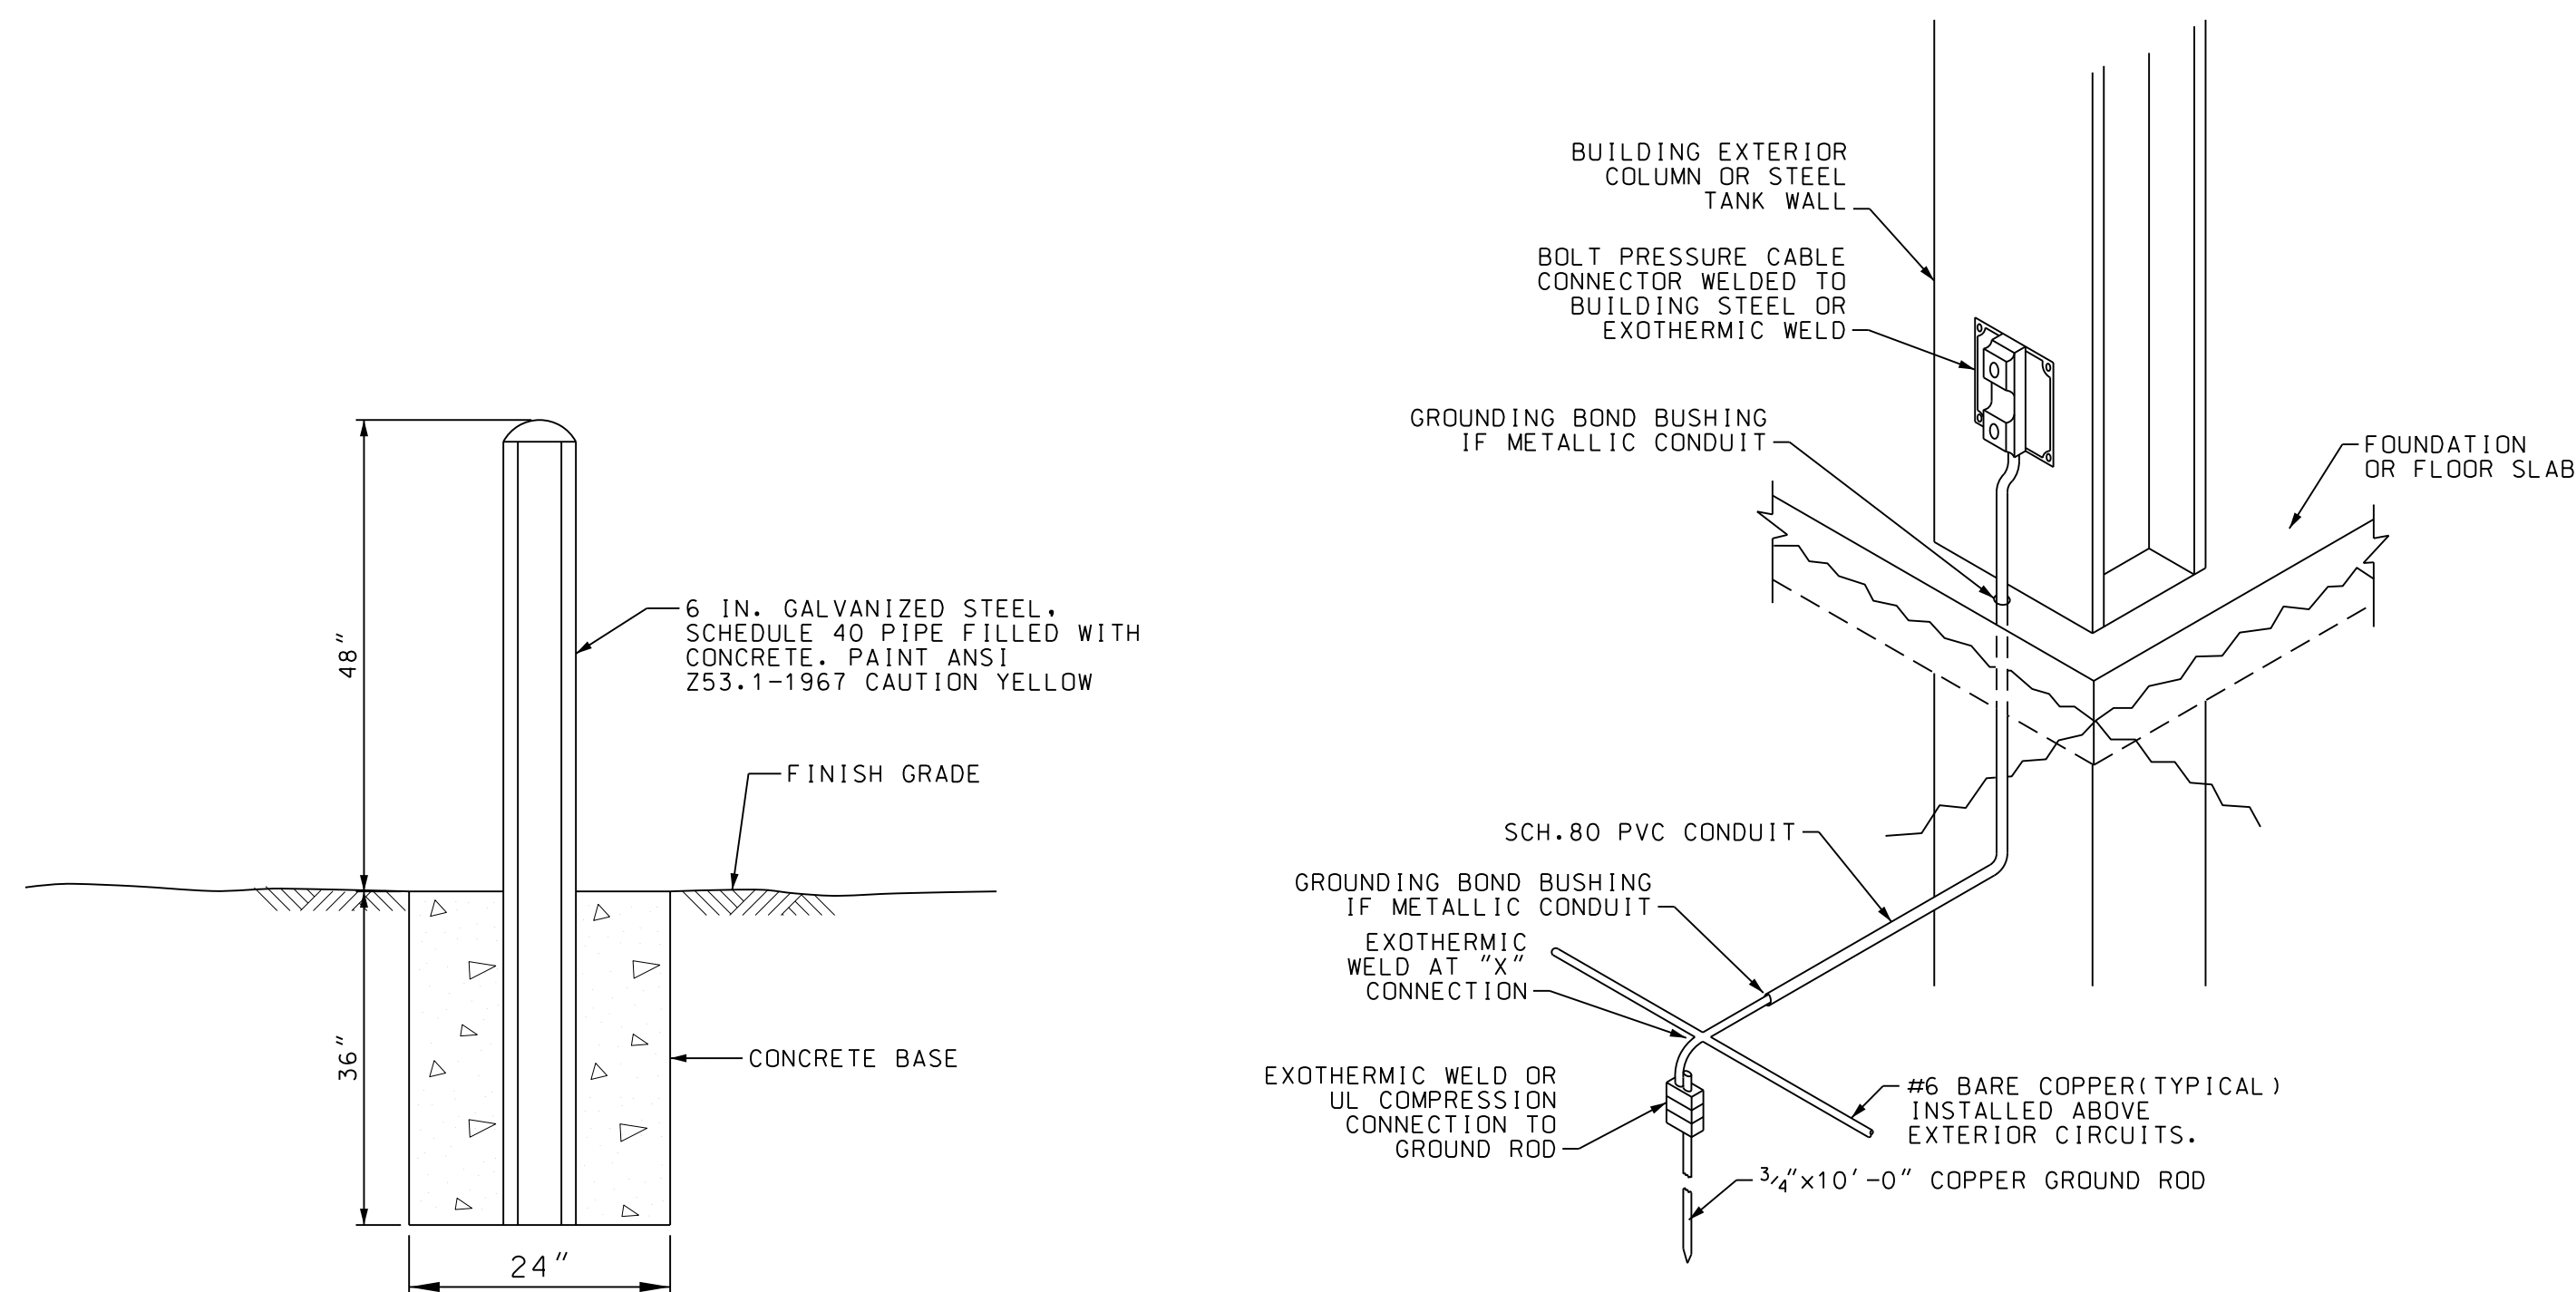 48"
6 IN. GALVANIZED STEEL,
SCHEDULE 40 PIPE FILLED WITH
CONCRETE. PAINT ANSI
Z53.1-1967 CAUTION YELLOW
FINISH GRADE
36"
CONCRETE BASE
24"
BUILDING EXTERIOR
COLUMN OR STEEL
TANK WALL
BOLT PRESSURE CABLE
CONNECTOR WELDED TO
BUILDING STEEL OR
EXOTHERMIC WELD
GROUNDING BOND BUSHING
IF METALLIC CONDUIT
FOUNDATION
OR FLOOR SLAB
SCH.80 PVC CONDUIT
GROUNDING BOND BUSHING
IF METALLIC CONDUIT
EXOTHERMIC
WELD AT "X"
CONNECTION
EXOTHERMIC WELD OR
UL COMPRESSION
CONNECTION TO
GROUND ROD
#6 BARE COPPER(TYPICAL)
INSTALLED ABOVE
EXTERIOR CIRCUITS.
3/4"x10'-0" COPPER GROUND ROD